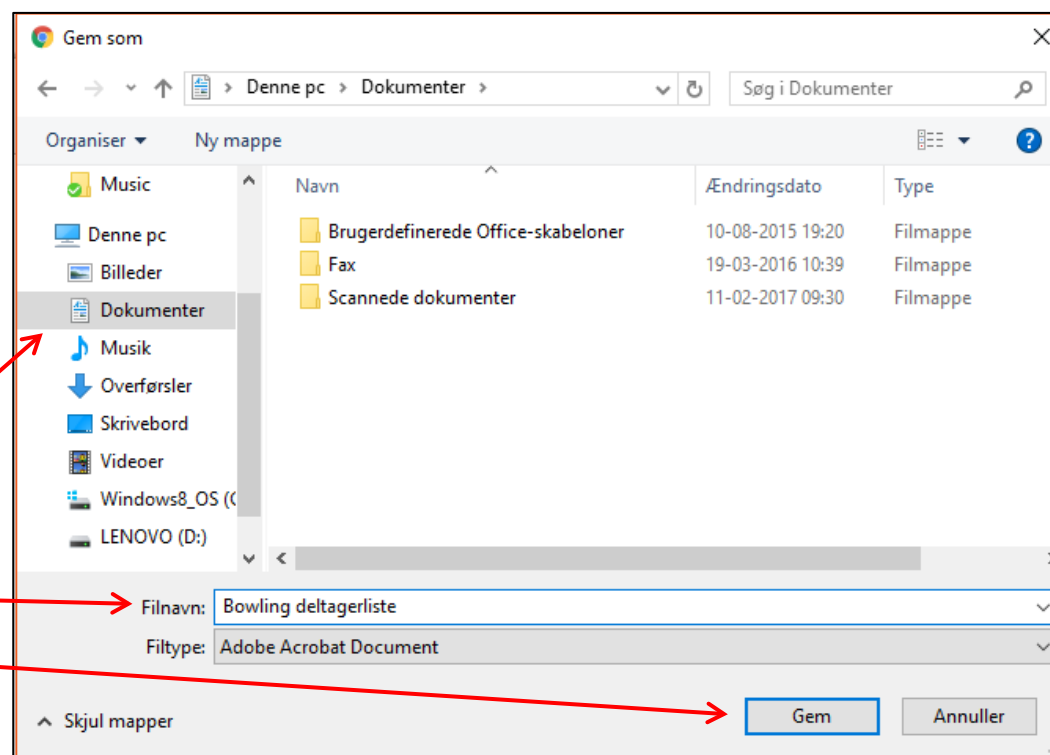 Gem som
Denne pc > Dokumenter >
Søg i Dokumenter
Organiser
Ny mappe
?
Navn
Ændringsdato
Type
Music
Denne pc
Billeder
Dokumenter
Musik
Overførsler
Skrivebord
Videoer
Windows8_OS (C
LENOVO (D:)
Brugerdefinerede Office-skabeloner 10-08-2015 19:20 Filmappe
Fax 19-03-2016 10:39 Filmappe
Scannede dokumenter 11-02-2017 09:30 Filmappe
Filnavn: Bowling deltagerliste
Filtype: Adobe Acrobat Document
Skjul mapper
Gem
Annuller